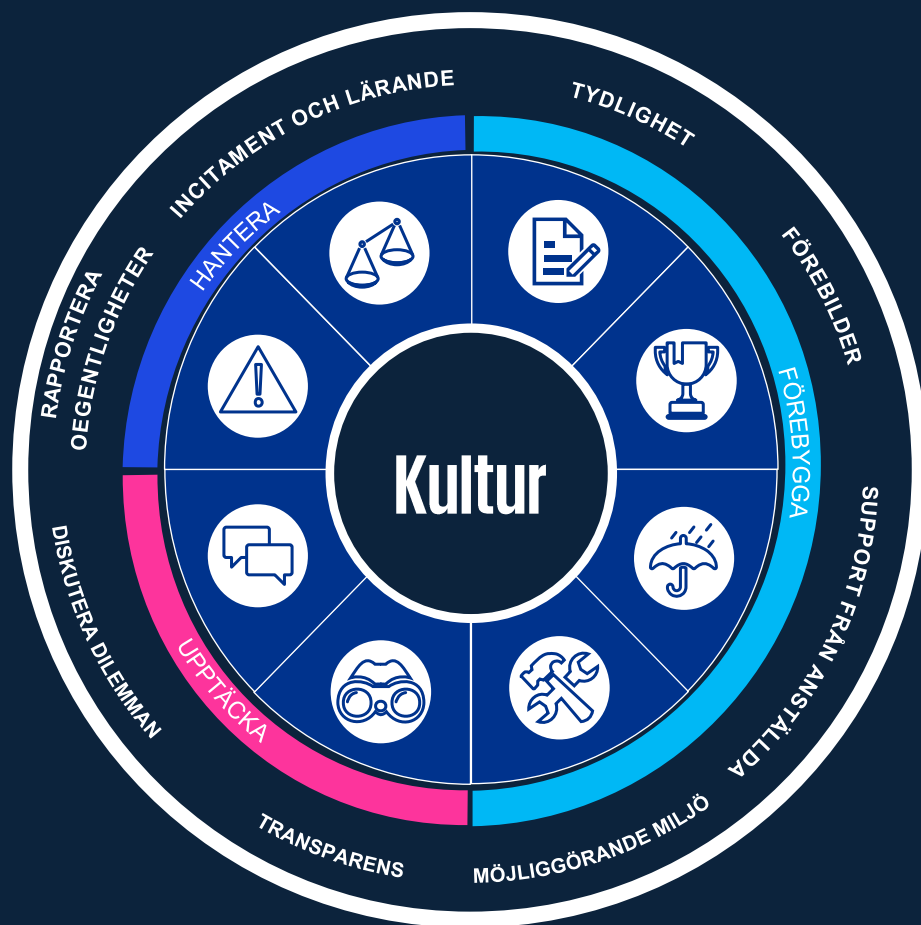 TYDLIGHET
FÖREBILDER
SUPPORT FRÅN ANSTÄLLDA
MÖJLIGGÖRANDE MILJÖ
TRANSPARENS
DISKUTERA DILEMMAN
RAPPORTERA
OEGENTLIGHETER
INCITAMENT OCH LÄRANDE
FÖREBYGGA
UPPTÄCKA
HANTERA
Kultur